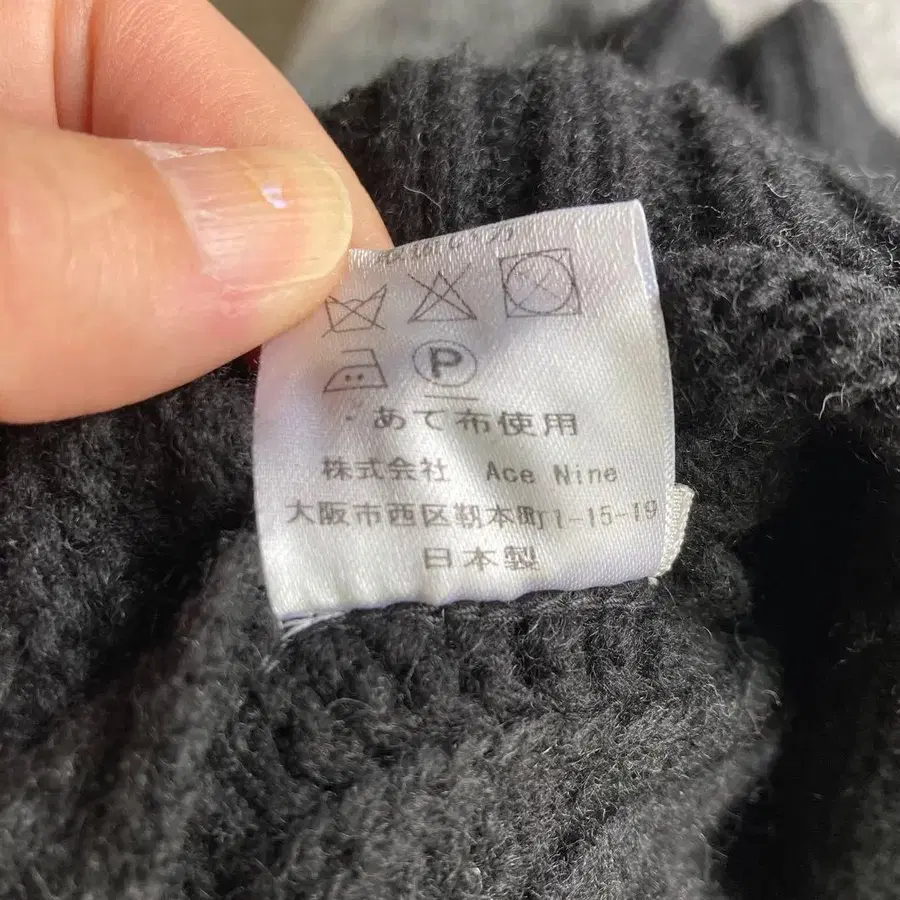 P
・あて布使用
株式会社 Ace Nine
大阪市西区靱本町1-15-19
日本製